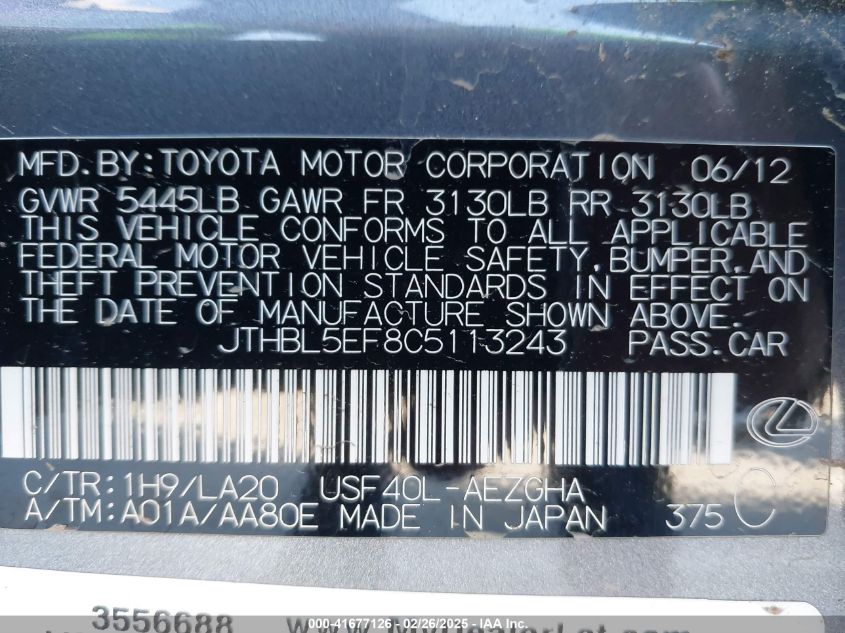 MFD.BY:TOYOTA MOTOR CORPORATION 06/12
GVWR 5445LB GAWR FR 3130LB RR 3130LB
THIS VEHICLE CONFORMS TO ALL APPLICABLE
FEDERAL MOTOR VEHICLE SAFETY,BUMPER,AND
THEFT PREVENTION STANDARDS IN EFFECT ON
THE DATE OF MANUFACTURE SHOWN ABOVE.
JTHBL5EF8C5113243 PASS.CAR
C/TR:1H9/LA20 USF40L-AEZGHA
A/TM:A01A/AA80E MADE IN JAPAN 375 C
3556688
000-41677126 - 02/26/2025 - IAA Inc.